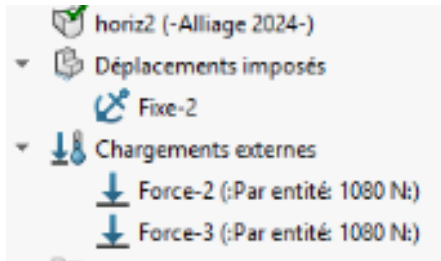 horiz2 (-Alliage 2024-)
Déplacements imposés
Fixe-2
Chargements externes
Force-2 (:Par entité: 1080 N:)
Force-3 (:Par entité: 1080 N:)